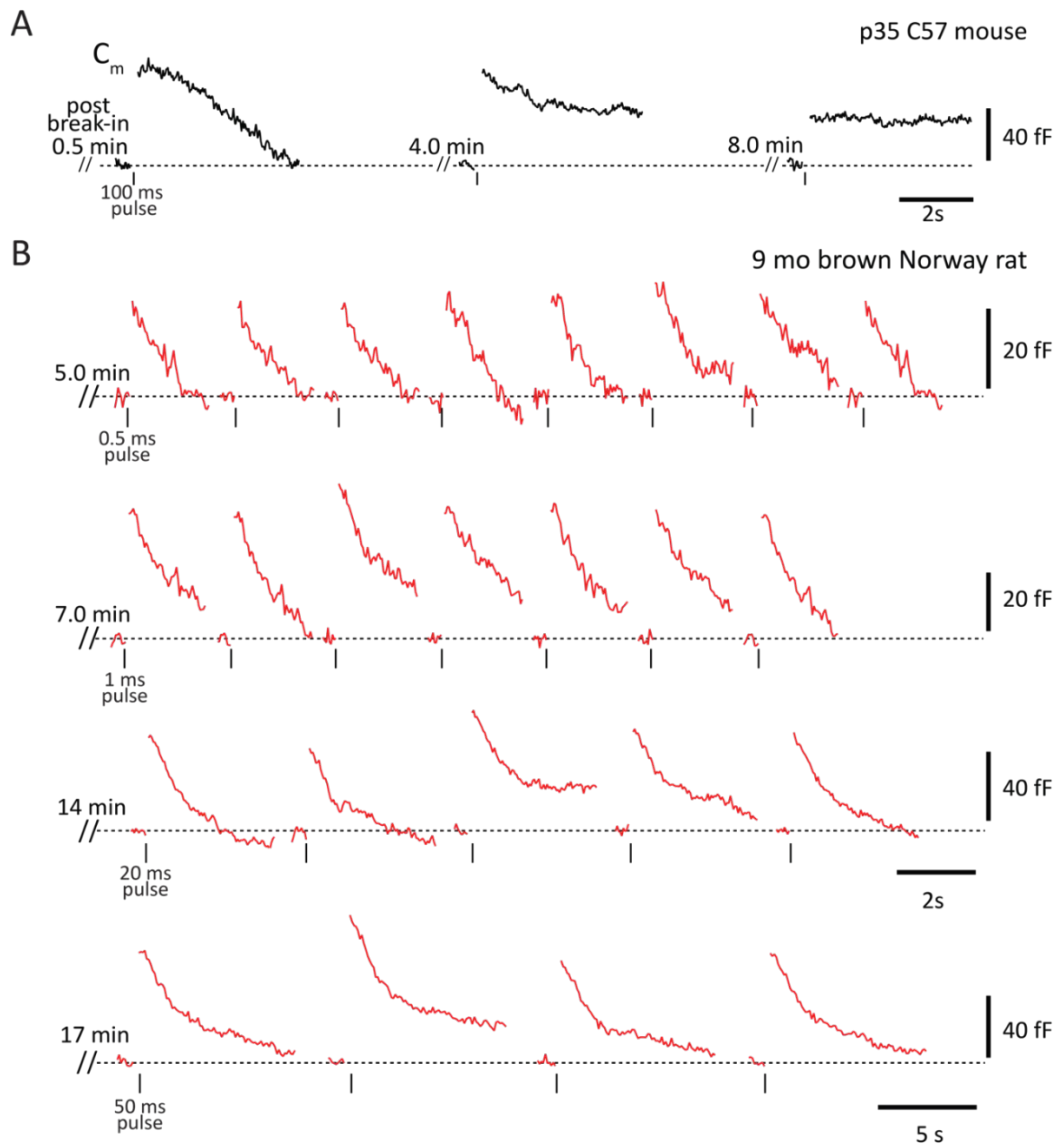 A
p35 C57 mouse
Cm
post
break-in
0.5 min
4.0 min
8.0 min
40 fF
100 ms
pulse
2s
B
9 mo brown Norway rat
20 fF
5.0 min
0.5 ms
pulse
20 fF
7.0 min
1 ms
pulse
40 fF
14 min
20 ms
pulse
2s
40 fF
17 min
50 ms
pulse
5 s